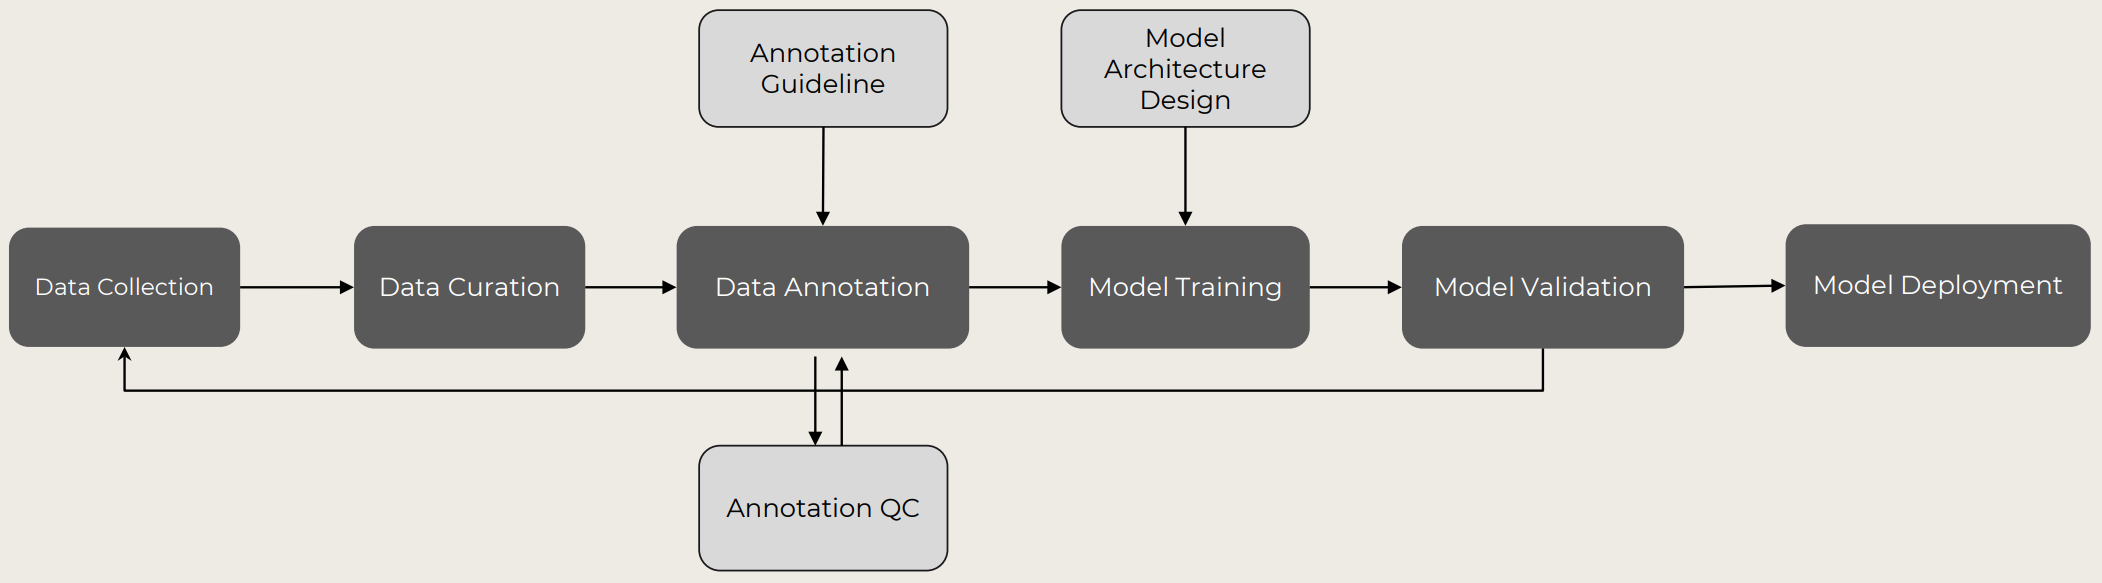 Annotation
Guideline
Model
Architecture
Design
Data Collection
Data Curation
Data Annotation
Model Training
Model Validation
Model Deployment
Annotation QC